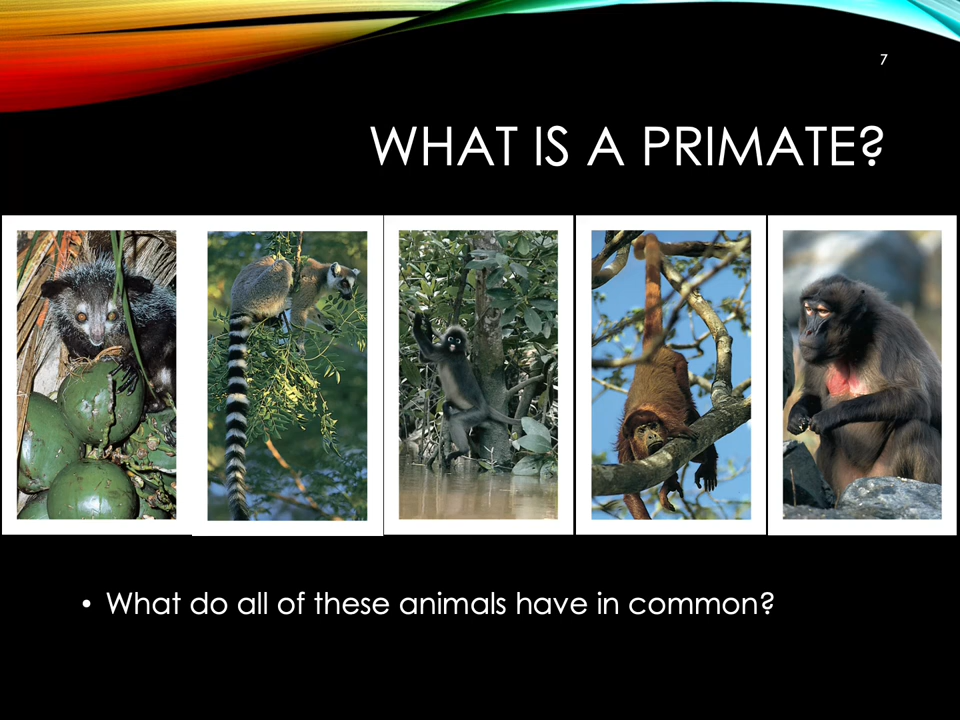 7
WHAT IS A PRIMATE?
• What do all of these animals have in common?